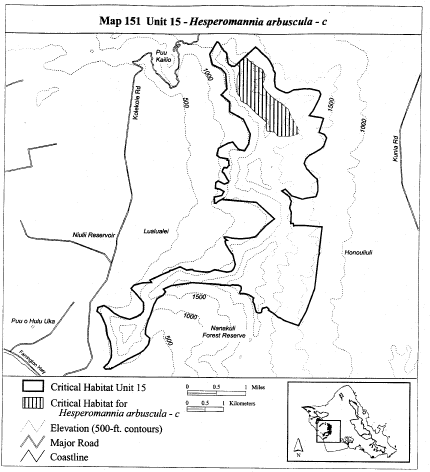 Map 151 Unit 15 - Hesperomannia arbuscula - c
Puu
Kailio
Kolekole Rd
500
1000
1500
1000
Kunia Rd
Niulii Reservoir
Lualualei
Honouliuli
Puu o Hulu Uka
1500
1000
500
Nanakuli
Forest Reserve
Farrington Hwy
Critical Habitat Unit 15
Critical Habitat for
Hesperomannia arbuscula - c
Elevation (500-ft. contours)
Major Road
Coastline
0 0.5 1 Miles
0 0.5 1 Kilometers
N